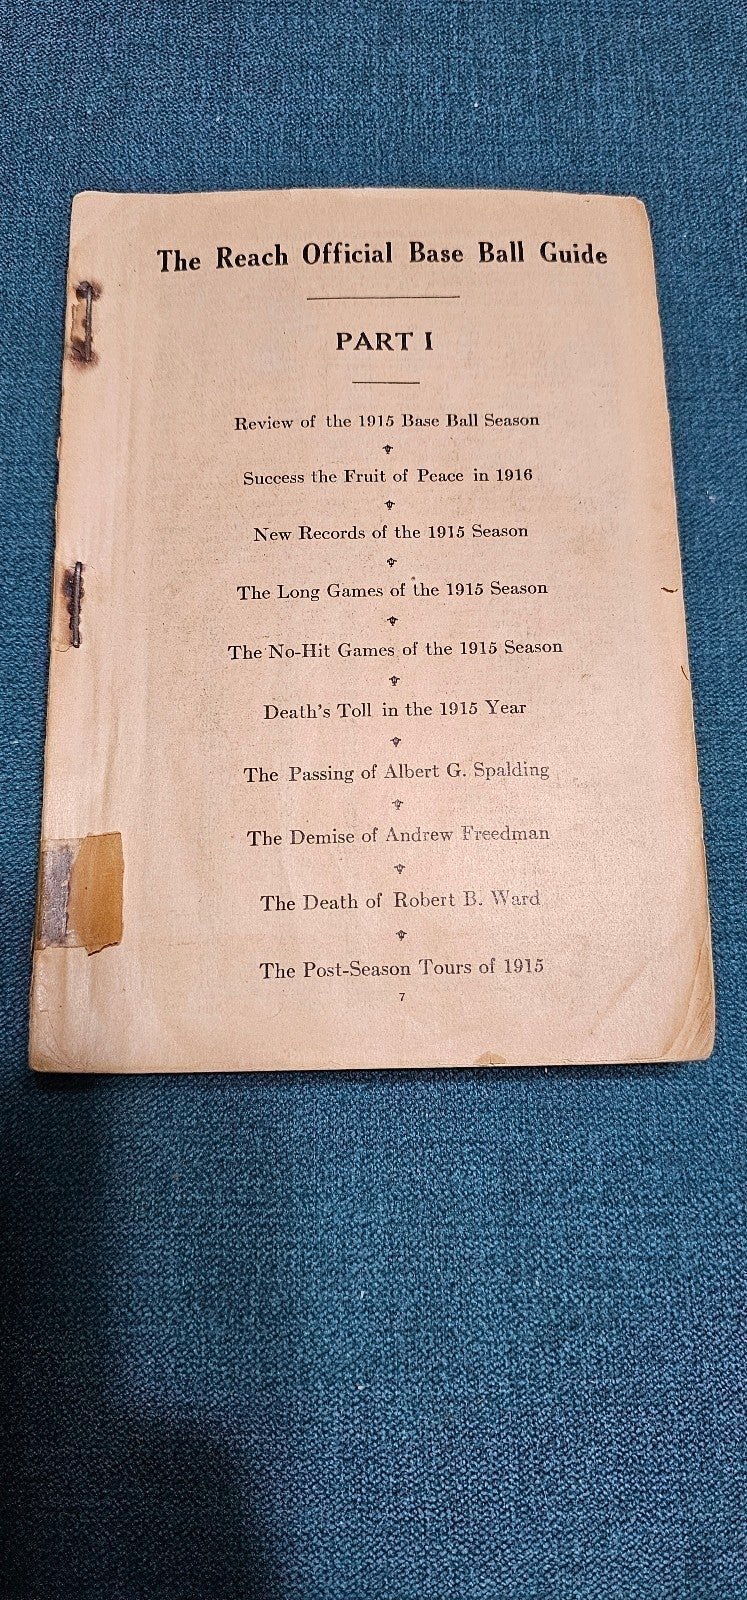 The Reach Official Base Ball Guide
PART I
Review of the 1915 Base Ball Season
Success the Fruit of Peace in 1916
New Records of the 1915 Season
The Long Games of the 1915 Season
The No-Hit Games of the 1915 Season
Death's Toll in the 1915 Year
The Passing of Albert G. Spalding
The Demise of Andrew Freedman
The Death of Robert B. Ward
The Post-Season Tours of 1915
7